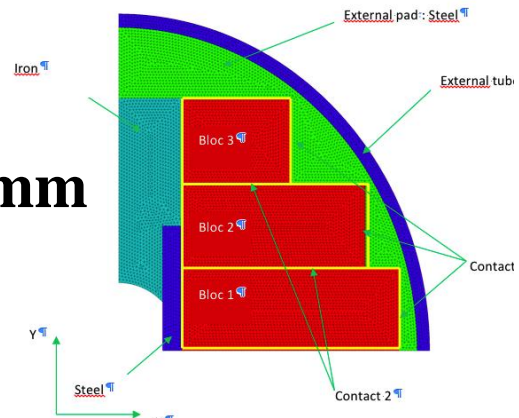 External pad : Steel¶
Iron¶
External tube
Bloc 3¶
mm
Bloc 2¶
Contact
Bloc 1¶
Y¶
Steel¶
Contact 2¶